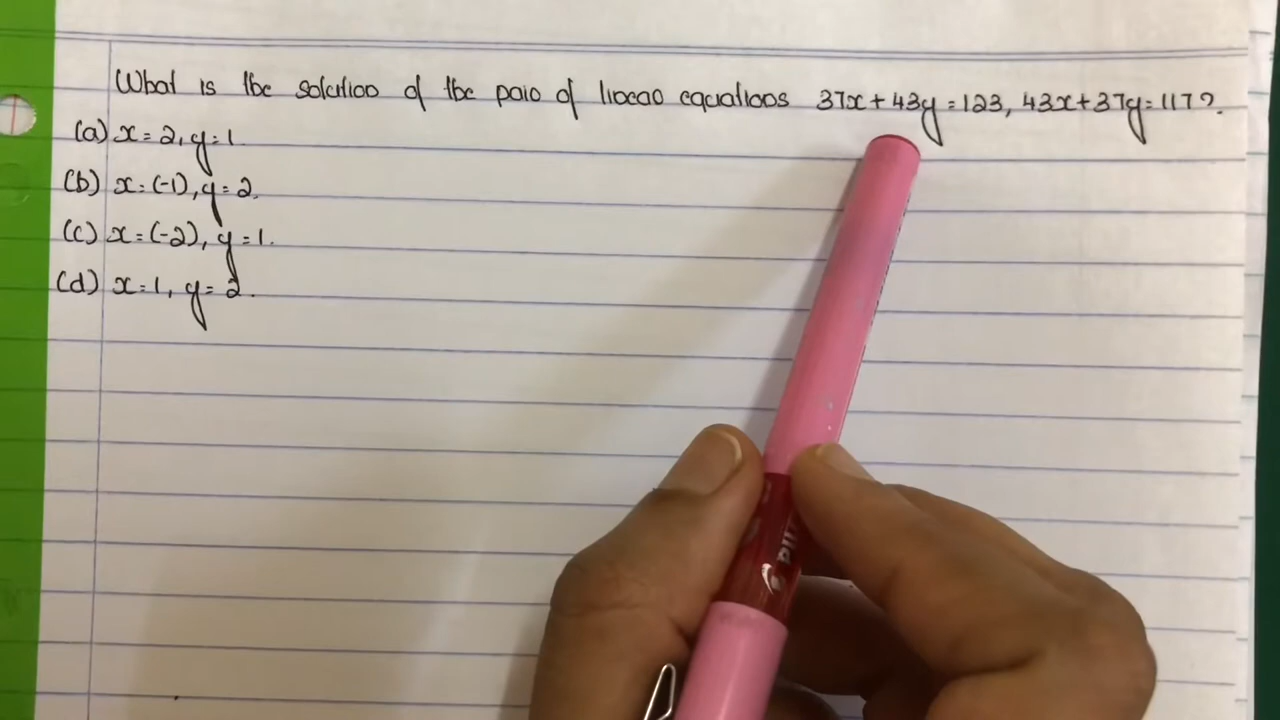 What is the solution of the pair of linear equations 37x + 43y = 123, 43x + 37y = 117?
(a) x = 2, y = 1.
(b) x = (-1), y = 2.
(c) x = (-2), y = 1.
(d) x = 1, y = 2.